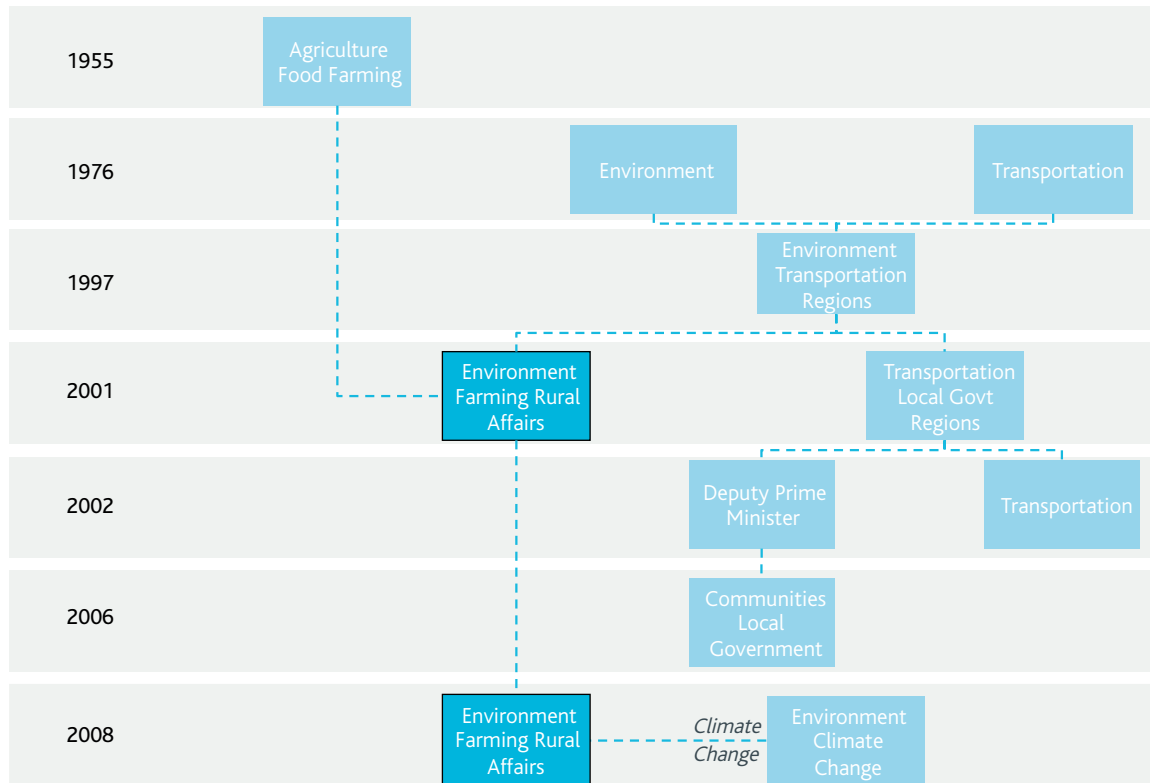 1955
Agriculture
Food Farming
1976
Environment
Transportation
1997
Environment
Transportation
Regions
2001
Environment
Farming Rural
Affairs
Transportation
Local Govt
Regions
2002
Deputy Prime
Minister
Transportation
2006
Communities
Local
Government
2008
Environment
Farming Rural
Affairs
Climate
Change
Environment
Climate
Change